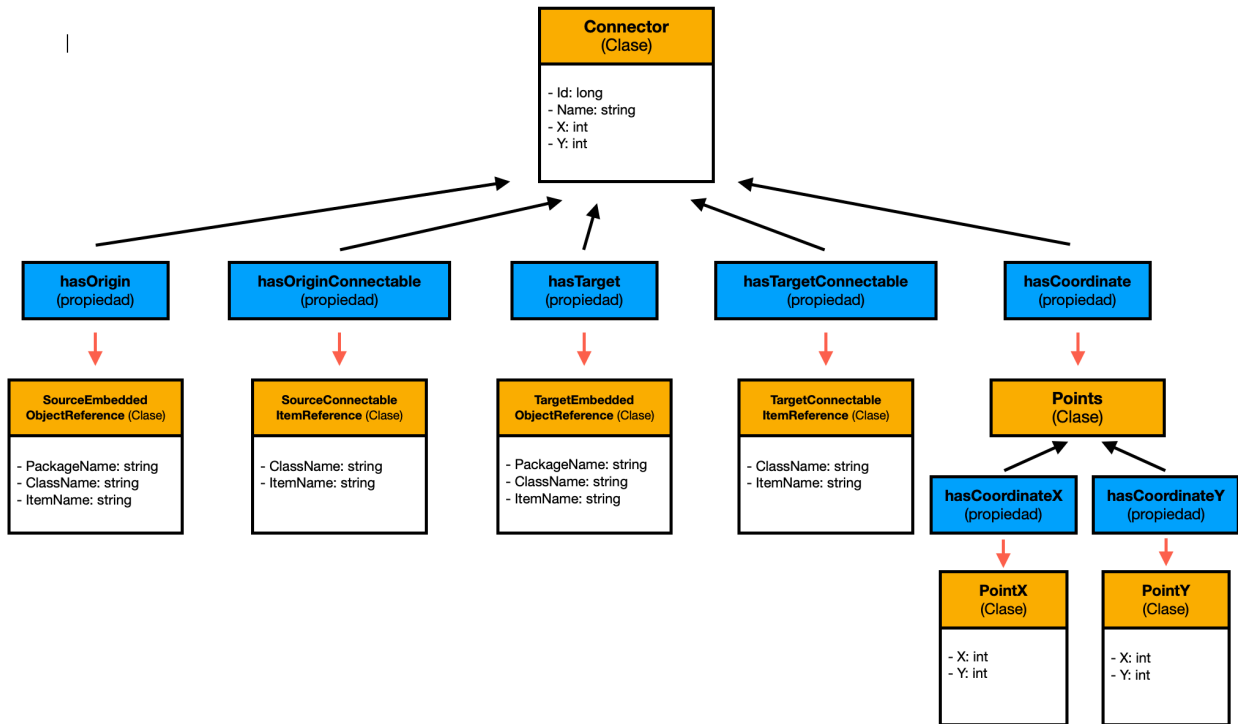 Connector
(Clase)
- Id: long
- Name: string
- X: int
- Y: int
hasOrigin
(propiedad)
hasOriginConnectable
(propiedad)
hasTarget
(propiedad)
hasTargetConnectable
(propiedad)
hasCoordinate
(propiedad)
SourceEmbedded
ObjectReference (Clase)
- PackageName: string
- ClassName: string
- ItemName: string
SourceConnectable
ItemReference (Clase)
- ClassName: string
- ItemName: string
TargetEmbedded
ObjectReference (Clase)
- PackageName: string
- ClassName: string
- ItemName: string
TargetConnectable
ItemReference (Clase)
- ClassName: string
- ItemName: string
Points
(Clase)
hasCoordinateX
(propiedad)
hasCoordinateY
(propiedad)
PointX
(Clase)
- X: int
- Y: int
PointY
(Clase)
- X: int
- Y: int